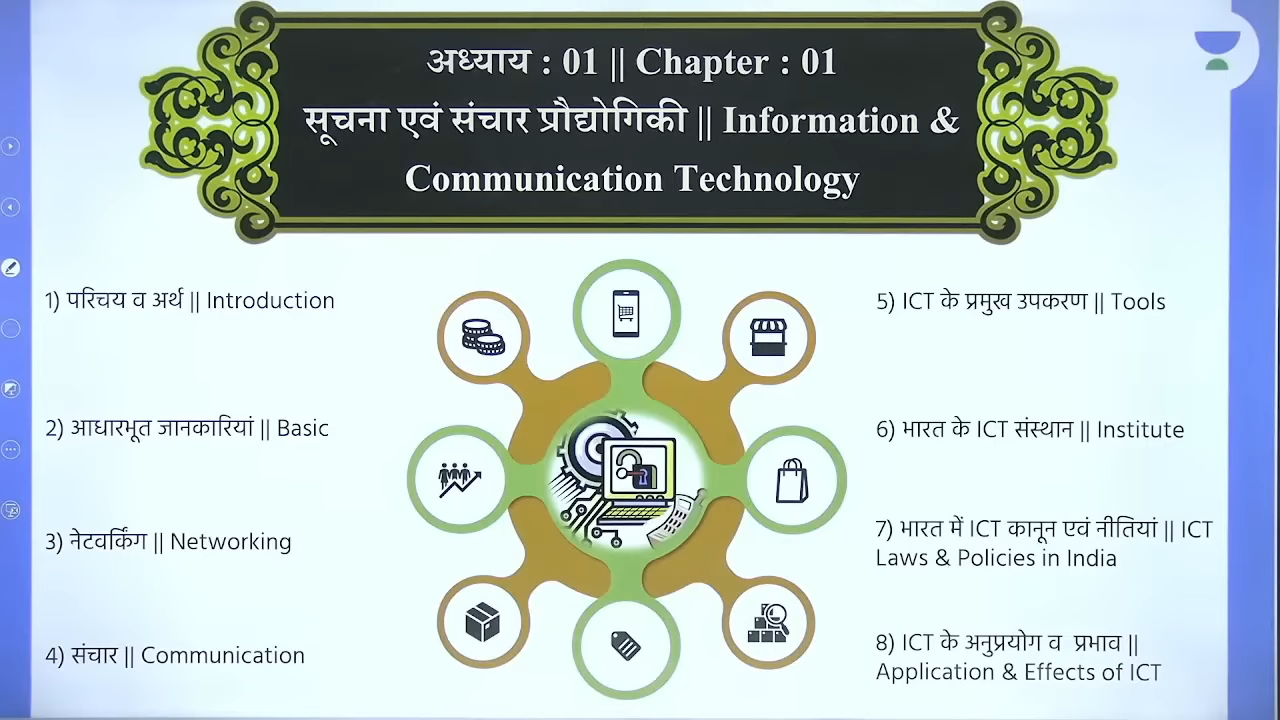 अध्याय : 01 || Chapter : 01
सूचना एवं संचार प्रौद्योगिकी || Information &
Communication Technology
1) परिचय व अर्थ || Introduction
2) आधारभूत जानकारियां || Basic
3) नेटवर्किंग || Networking
4) संचार || Communication
5) ICT के प्रमुख उपकरण || Tools
6) भारत के ICT संस्थान || Institute
7) भारत में ICT कानून एवं नीतियां || ICT
Laws & Policies in India
8) ICT के अनुप्रयोग व प्रभाव ||
Application & Effects of ICT